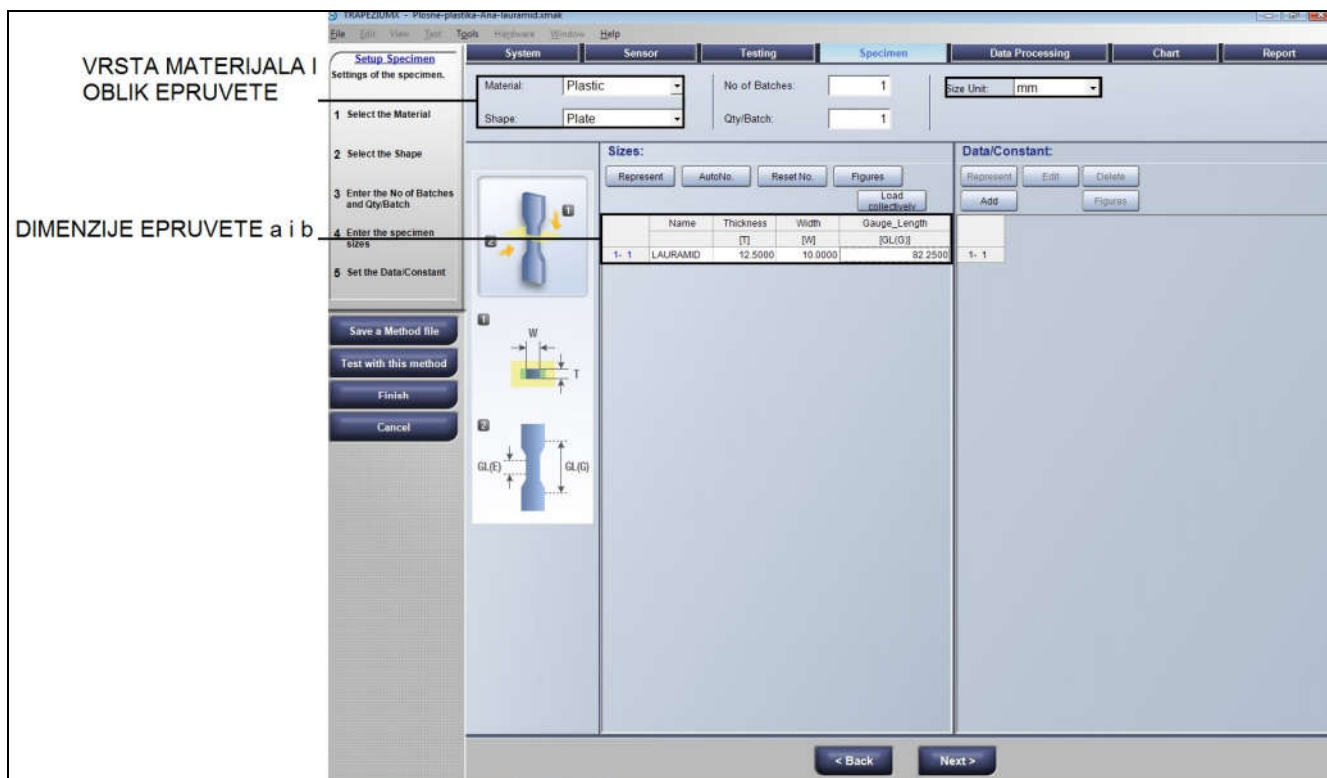 TRAPEZIUMX - Plosne-plastika-Ana-lauramid.xmak
File Edit View Test Tools Hardware Window Help
VRSTA MATERIJALA I
OBLIK EPRUVETE
DIMENZIJE EPRUVETE a i b
Setup Specimen
Settings of the specimen.
1 Select the Material
2 Select the Shape
3 Enter the No of Batches
and Qty/Batch
4 Enter the specimen
sizes
5 Set the Data/Constant
Save a Method file
Test with this method
Finish
Cancel
System Sensor Testing Specimen Data Processing Chart Report
Material: Plastic No of Batches: 1 Size Unit: mm
Shape: Plate Qty/Batch: 1
1
2
1
W
T
2
GL(E) GL(G)
Sizes:
Represent AutoNo. Reset No. Figures
Load
collectively
Name Thickness Width Gauge_Length
[T] [W] [GL(G)]
1- 1 LAURAMID 12.5000 10.0000 82.2500
Data/Constant:
Represent Edit Delete
Add Figures
1- 1
< Back Next >